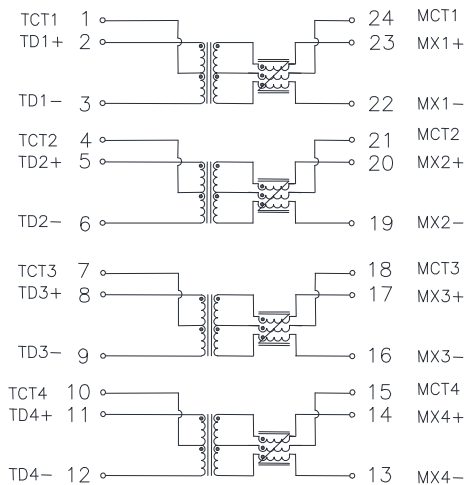 TCT1 1 24 MCT1
TD1+ 2 23 MX1+
TD1- 3 22 MX1-
TCT2 4 21 MCT2
TD2+ 5 20 MX2+
TD2- 6 19 MX2-
TCT3 7 18 MCT3
TD3+ 8 17 MX3+
TD3- 9 16 MX3-
TCT4 10 15 MCT4
TD4+ 11 14 MX4+
TD4- 12 13 MX4-